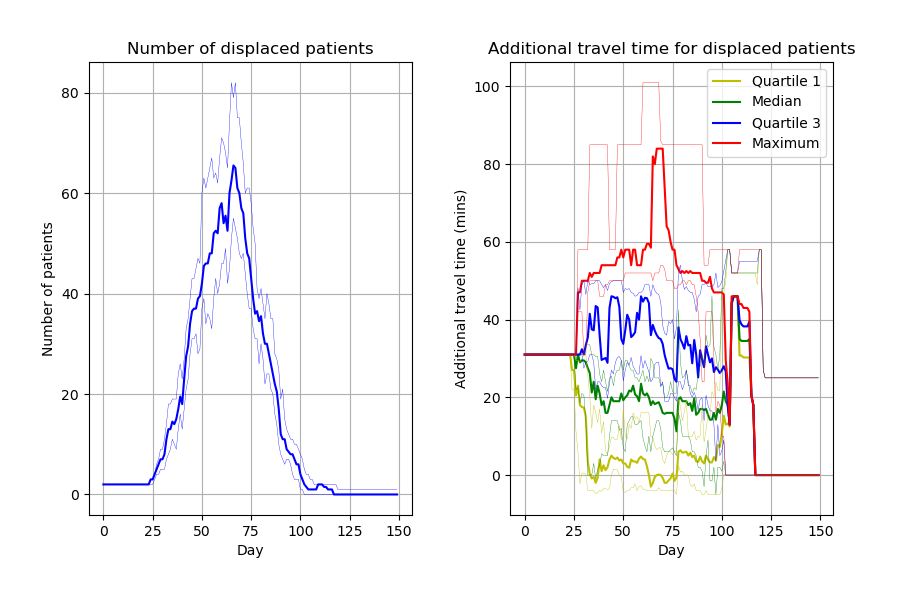 Number of displaced patients
Number of patients
80
60
40
20
0
0 25 50 75 100 125 150
Day
Additional travel time for displaced patients
Additional travel time (mins)
100
80
60
40
20
0
Quartile 1
Median
Quartile 3
Maximum
0 25 50 75 100 125 150
Day